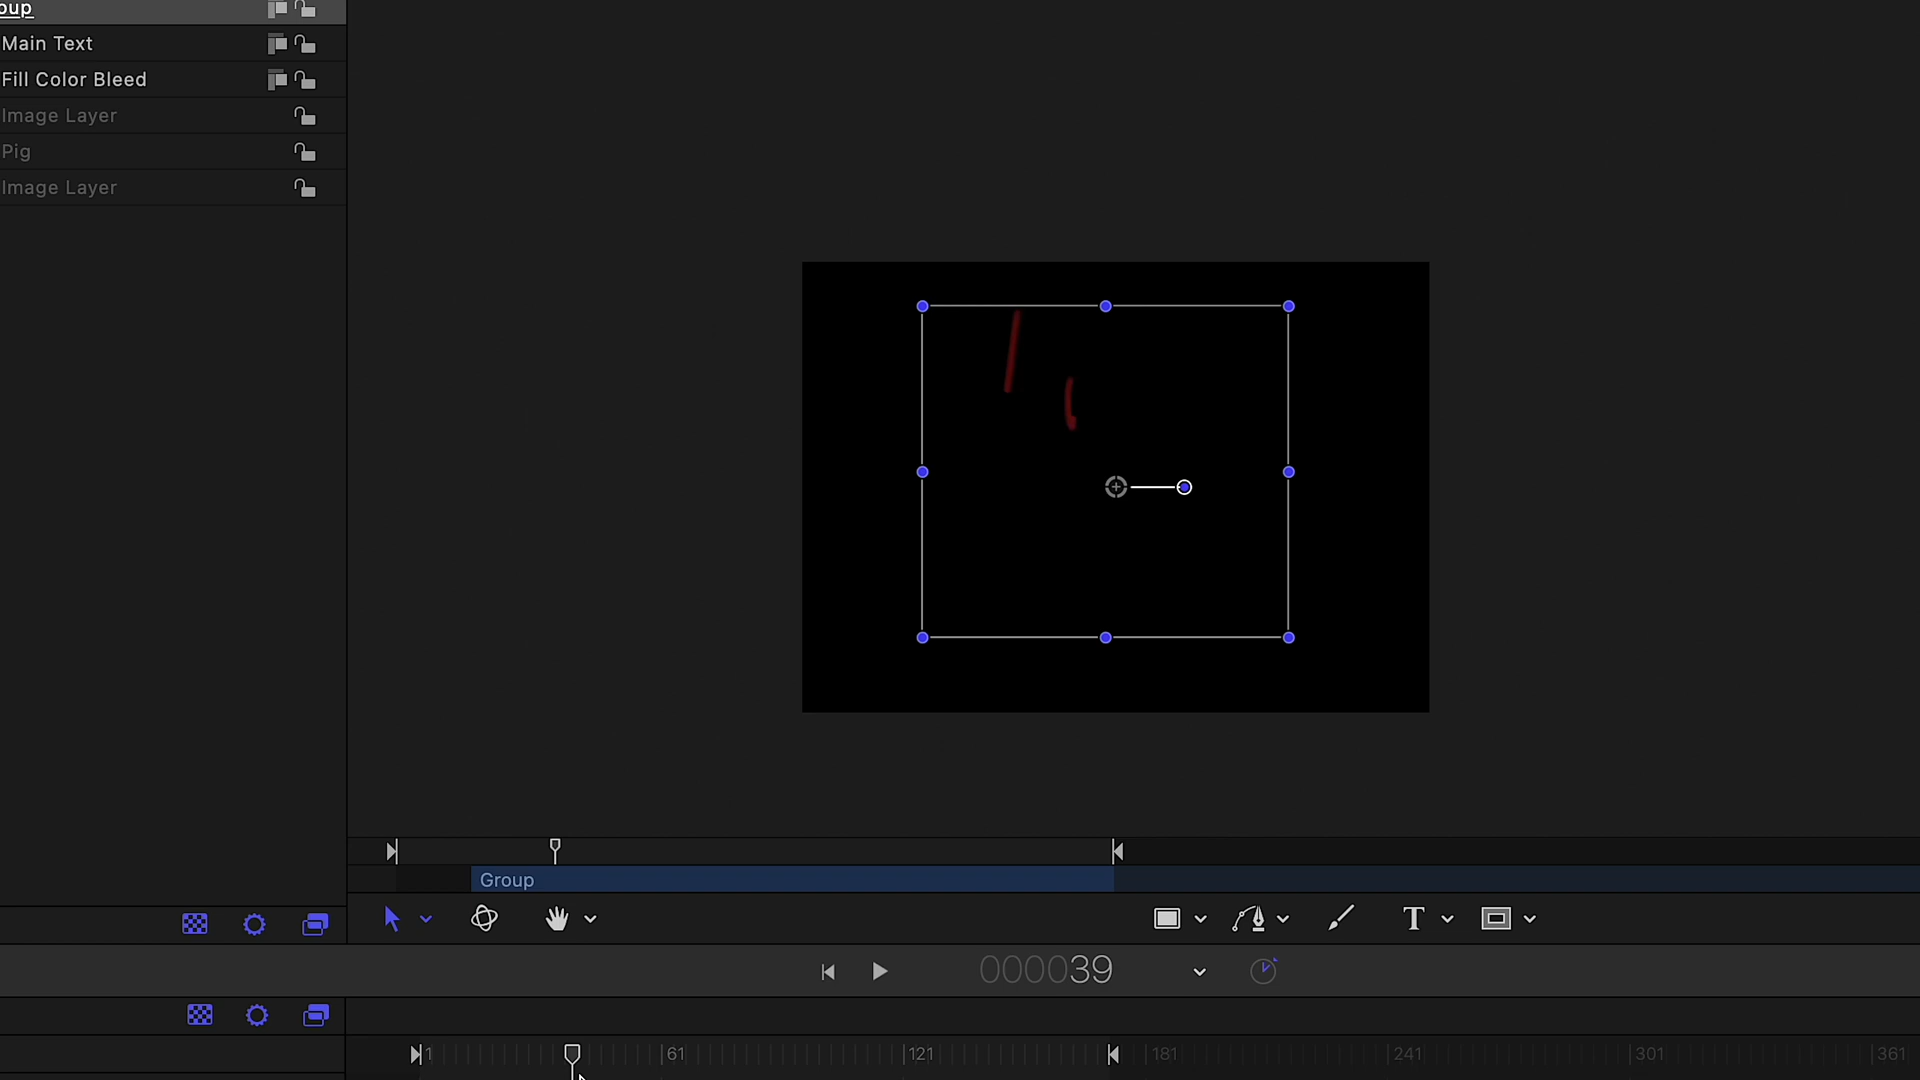 oup
Main Text
Fill Color Bleed
Image Layer
Pig
Image Layer
Group
T
000039
1 61 121 181 241 301 361